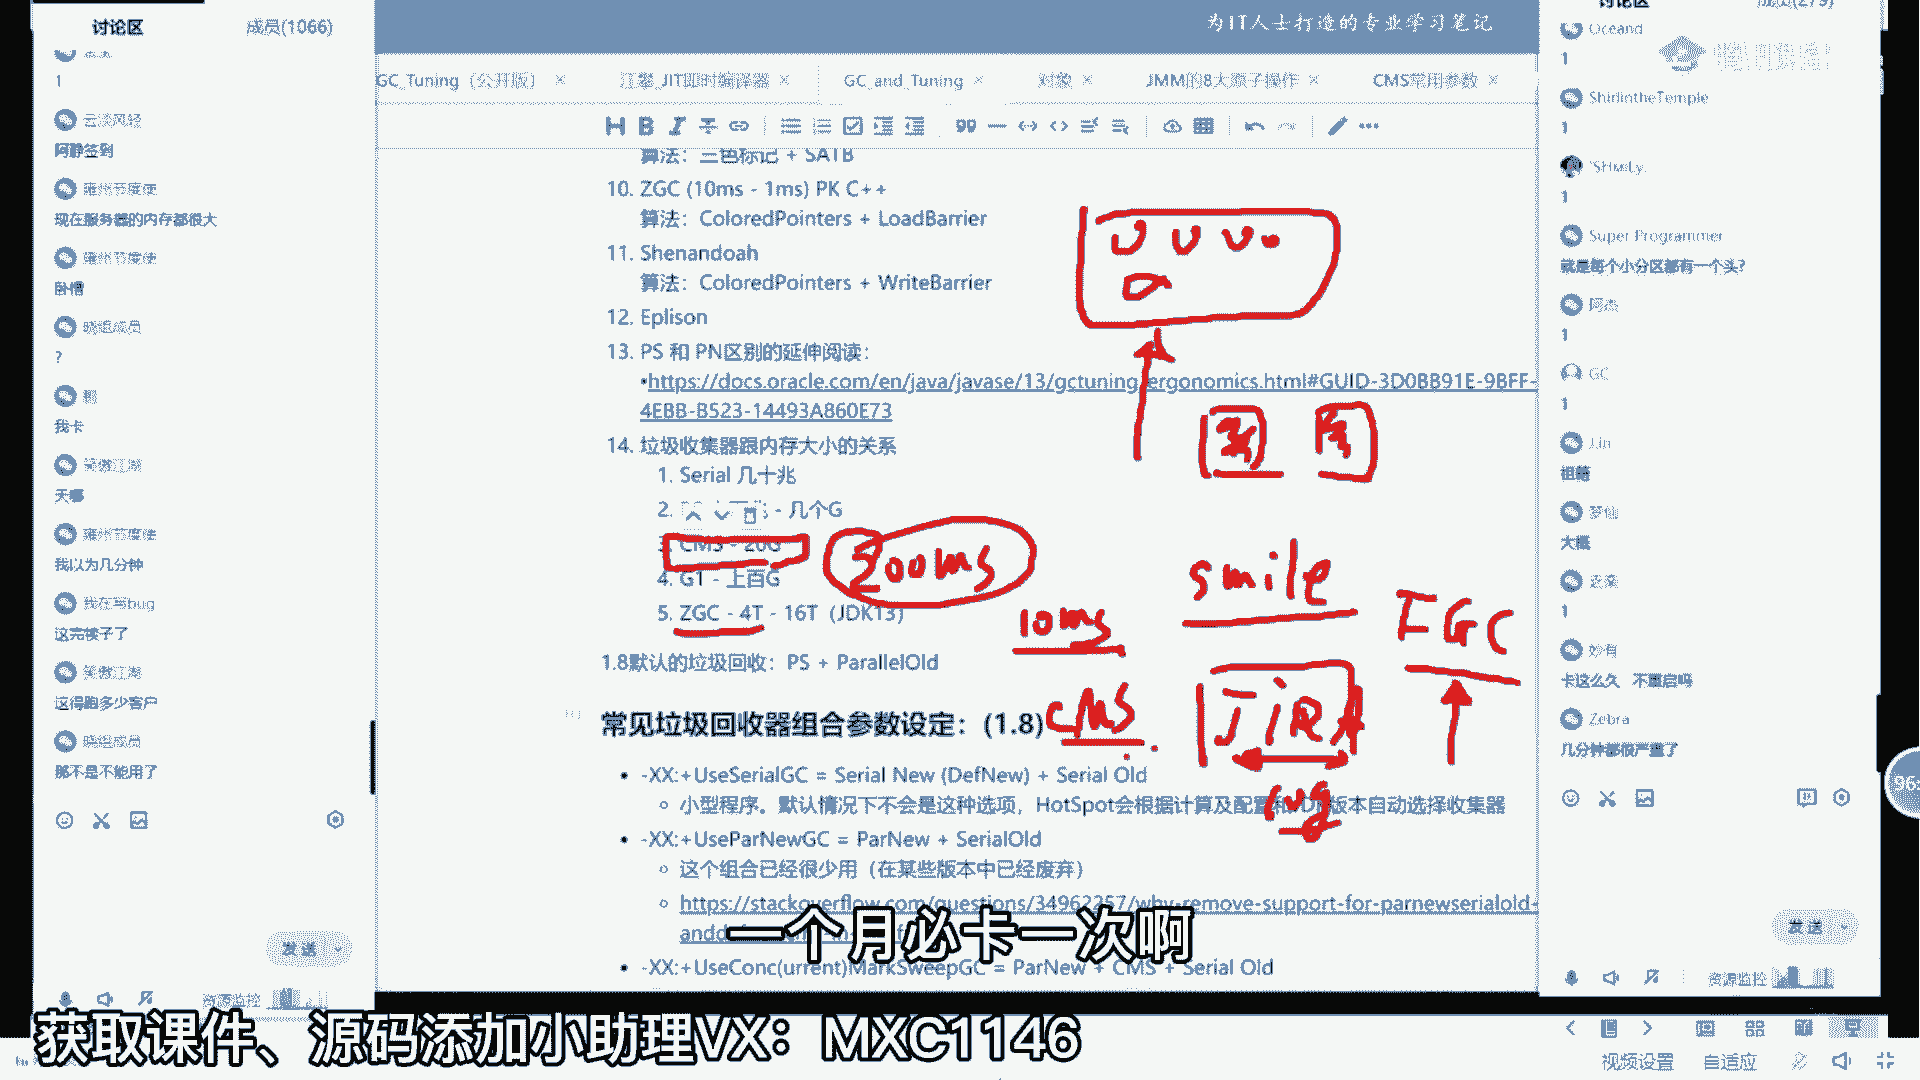 讨论区 成员(1066)
1
云淡风轻
阿静签到
雍州节度使
现在服务器的内存都很大
雍州节度使
卧槽
晓组成员
?
我卡
笑傲江湖
天哪
雍州节度使
我以为几分钟
我在写bug
这完犊子了
笑傲江湖
这得跑多少客户
晓组成员
那不是不能用了
发送
资源监控
为IT人士打造的专业学习笔记
GC_Tuning（公开版） × 江攀_JIT即时编译器 × GC_and_Tuning × 对象 × JMM的8大原子操作 × CMS常用参数 ×
算法：三色标记 + SATB
10. ZGC (10ms - 1ms) PK C++
算法：ColoredPointers + LoadBarrier
11. Shenandoah
算法：ColoredPointers + WriteBarrier
12. Eplison
13. PS 和 PN区别的延伸阅读：
•https://docs.oracle.com/en/java/javase/13/gctuning/ergonomics.html#GUID-3D0BB91E-9BFF-
4EBB-B523-14493A860E73
14. 垃圾收集器跟内存大小的关系
1. Serial 几十兆
2. - 几个G
3. CMS - 20G
4. G1 - 上百G
5. ZGC - 4T - 16T（JDK13）
1.8默认的垃圾回收：PS + ParallelOld
常见垃圾回收器组合参数设定：(1.8)
• -XX:+UseSerialGC = Serial New (DefNew) + Serial Old
小型程序。默认情况下不会是这种选项，HotSpot会根据计算及配置和JDK版本自动选择收集器
• -XX:+UseParNewGC = ParNew + SerialOld
这个组合已经很少用（在某些版本中已经废弃）
https://stackoverflow.com/questions/34962257/why-remove-support-for-parnewserialold-
• -XX:+UseConc(urrent)MarkSweepGC = ParNew + CMS + Serial Old
200ms
smile
10ms
FGC
CMS
JiRA
一个月必卡一次啊
获取课件、源码添加小助理VX：MXC1146
讨论区
Oceand
1
ShirlintheTemple
1
1
Super Programmer
就是每个小分区都有一个头?
阿杰
1
GC
1
Lin
梦仙
大概
1
妙有
卡这么久 不重启吗
Zebra
几分钟都很严重了
发送
资源监控
视频设置 自适应